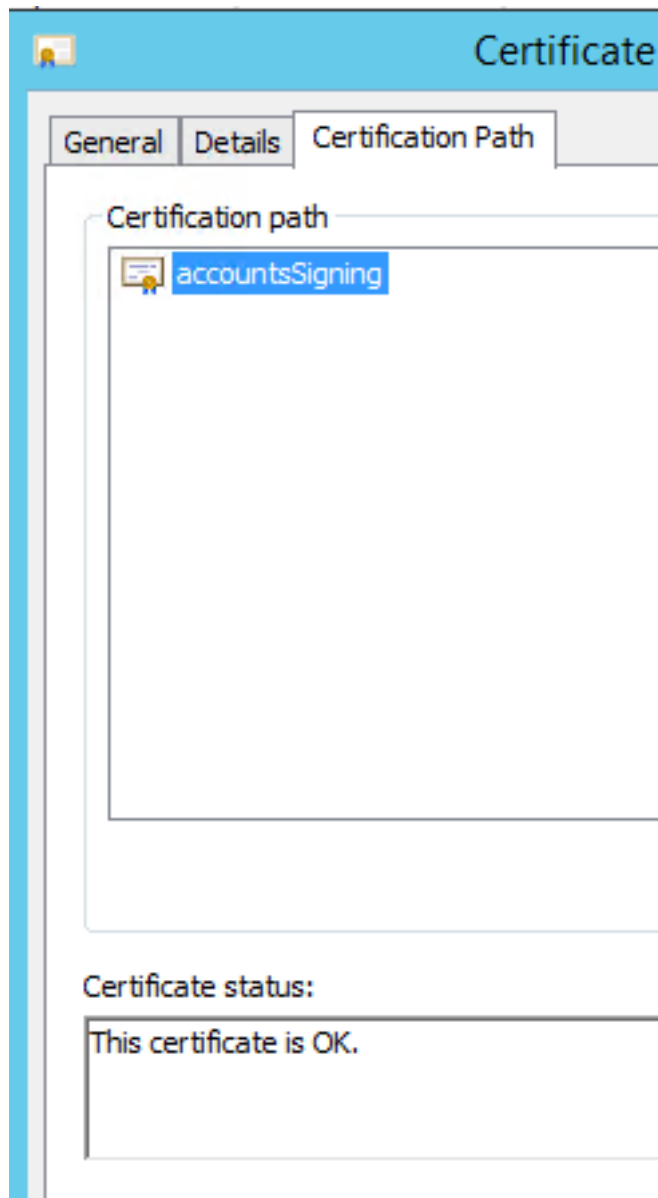 Certificate
General Details Certification Path
Certification path
accountsSigning
Certificate status:
This certificate is OK.